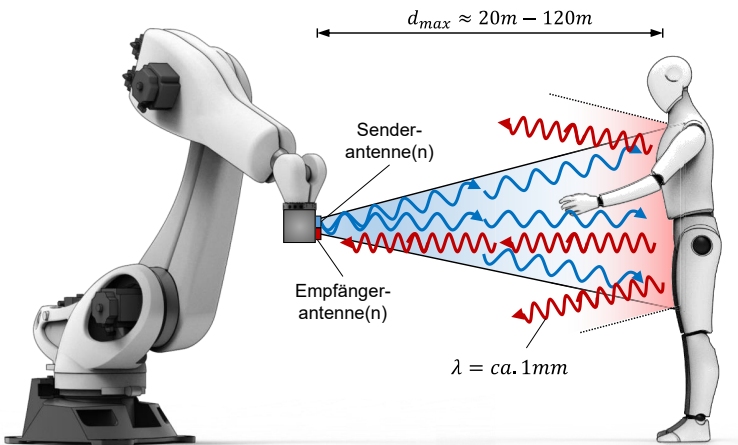 d_max ≈ 20m − 120m
Sender-
antenne(n)
Empfänger-
antenne(n)
λ = ca. 1mm